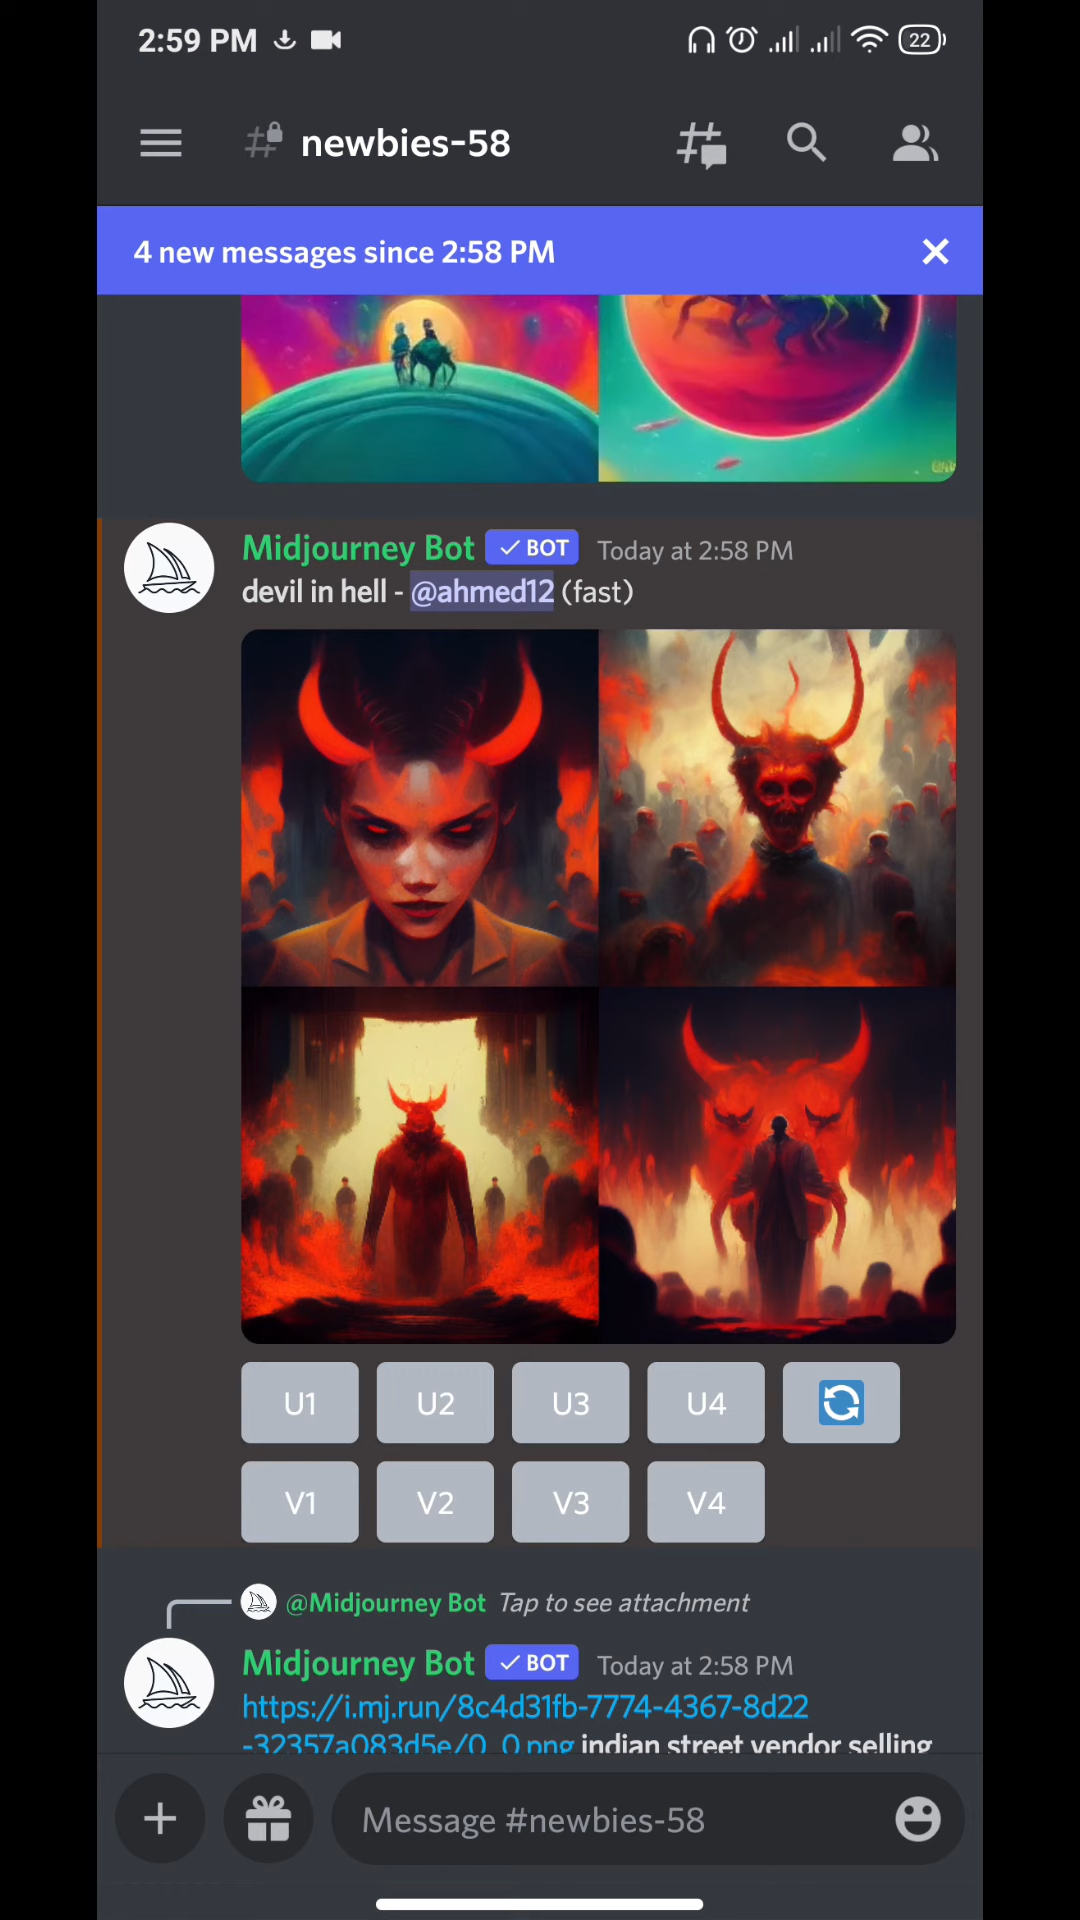 2:59 PM
22
newbies-58
4 new messages since 2:58 PM
Midjourney Bot ✓ BOT Today at 2:58 PM
devil in hell - @ahmed12 (fast)
U1 U2 U3 U4
V1 V2 V3 V4
@Midjourney Bot Tap to see attachment
Midjourney Bot ✓ BOT Today at 2:58 PM
https://i.mj.run/8c4d31fb-7774-4367-8d22
-32357a083d5e/0_0.png indian street vendor selling
Message #newbies-58